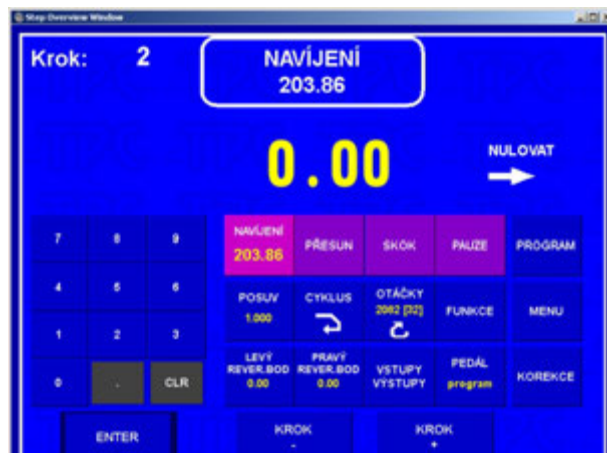 Step Overview Window
Krok: 2
NAVÍJENÍ
203.86
0.00
NULOVAT
7 8 9
NAVÍJENÍ
203.86
PŘESUN
SKOK
PAUZE
PROGRAM
4 5 6
POSUV
1.000
CYKLUS
OTÁČKY
2082 [32]
FUNKCE
MENU
1 2 3
LEVÝ
REVER.BOD
0.00
PRAVÝ
REVER.BOD
0.00
VSTUPY
VÝSTUPY
PEDÁL
program
KOREKCE
0 . CLR
ENTER
KROK
-
KROK
+